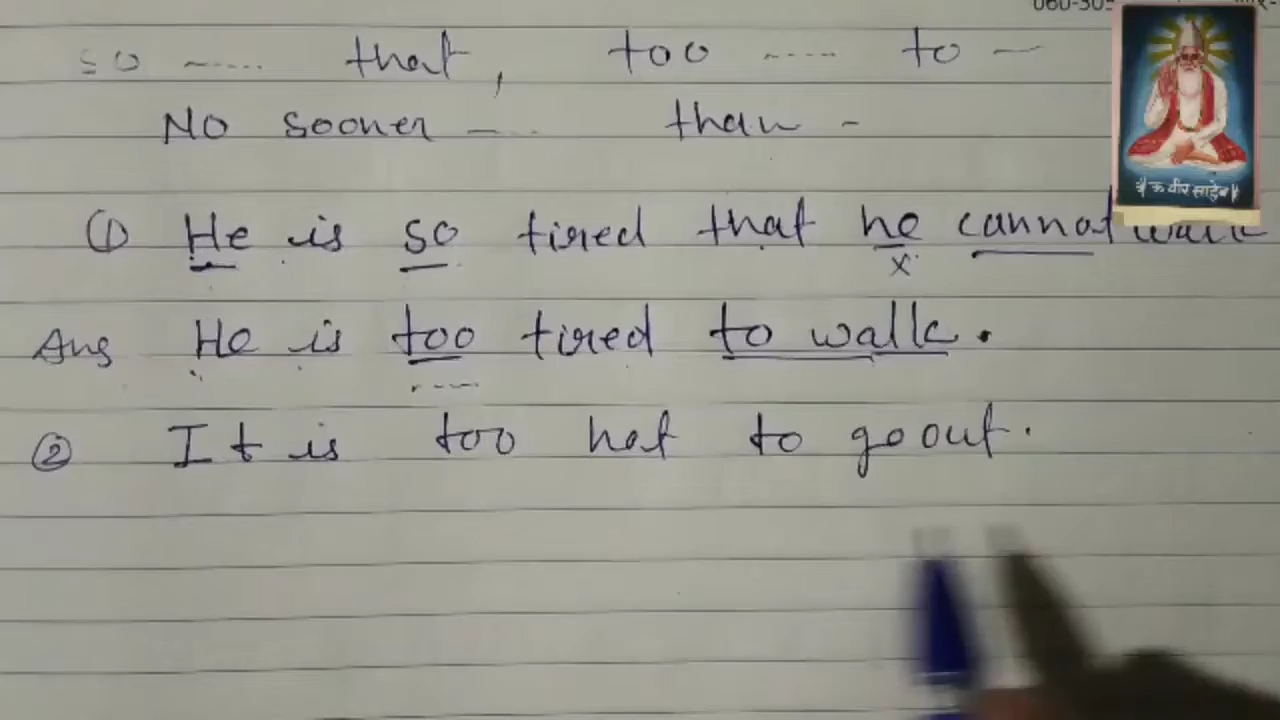 so ----- that, too ---- to —
No sooner -- .. than -
① He is so tired that he cannot walk
x
Ans He is too tired to walk.
② It is too hot to go out.
॥ कवीर साहेब ॥